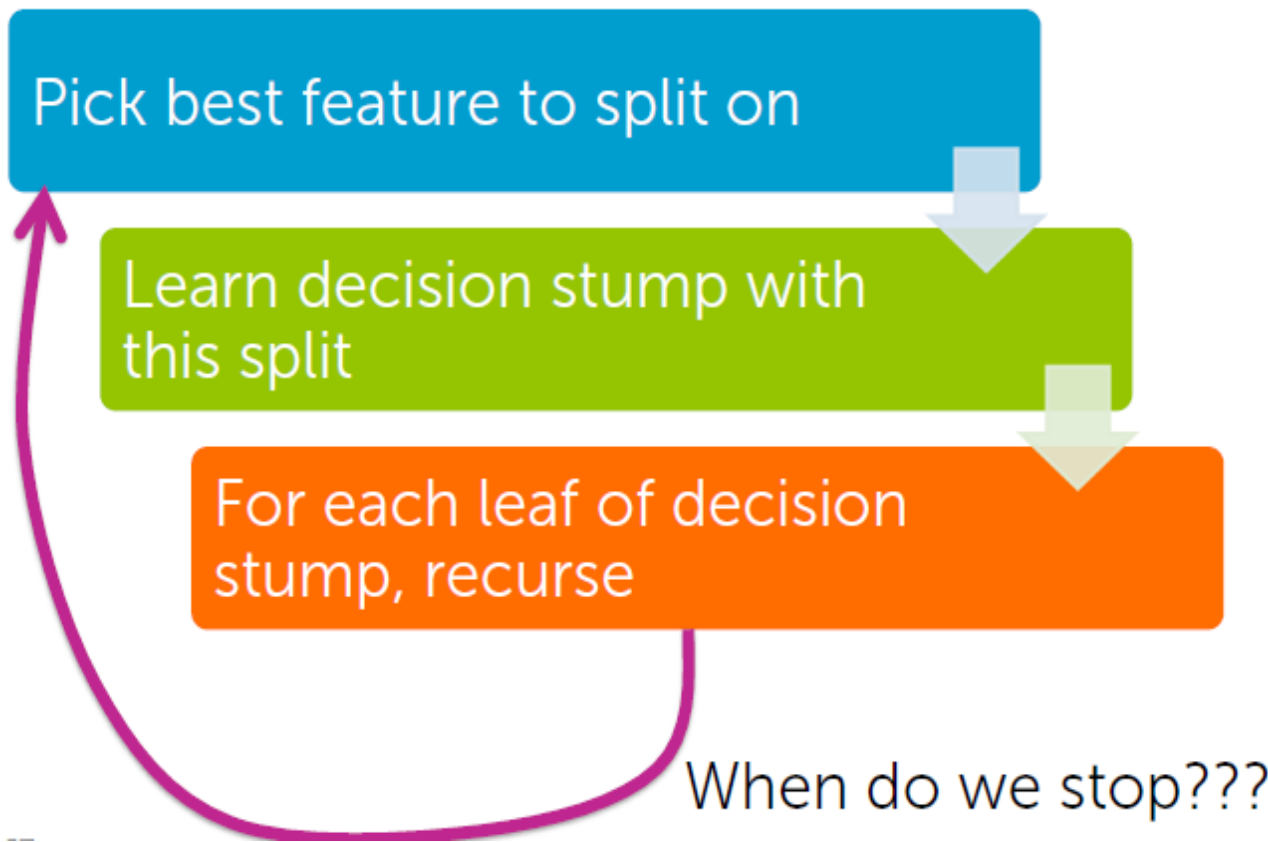 Pick best feature to split on
Learn decision stump with
this split
For each leaf of decision
stump, recurse
When do we stop???